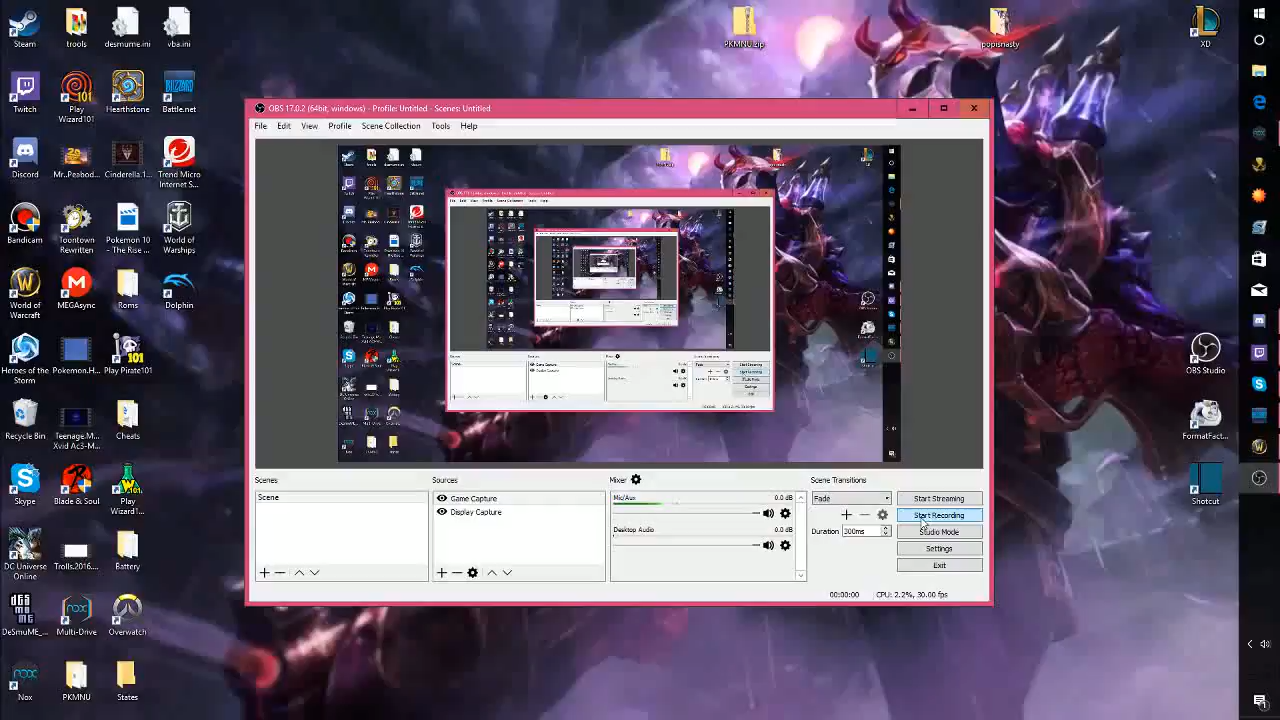 Steam
trools
desmume.ini
vba.ini
PKMNU.zip
popisnasty
XD
Twitch
Play
Wizard101
Hearthstone
Battle.net
OBS 17.0.2 (64bit, windows) - Profile: Untitled - Scenes: Untitled
File Edit View Profile Scene Collection Tools Help
Discord
Mr..Peabod...
Cinderella.1...
Trend Micro
Internet S...
Bandicam
Toontown
Rewritten
Pokemon 10
The Rise ...
World of
Warships
World of
Warcraft
MEGAsync
Roms
Dolphin
Heroes of the
Storm
Play Pirate101
OBS Studio
Recycle Bin
Teenage.M...
Xvid Ac3-M...
Cheats
FormatFact...
Skype
Blade & Soul
Play
Wizard1...
Shotcut
Scenes
Sources
Mixer
Scene Transitions
Scene
Game Capture
Display Capture
Mic/Aux
0.0 dB
Desktop Audio
0.0 dB
Fade
Duration 300ms
Start Streaming
Start Recording
Studio Mode
Settings
Exit
00:00:00
CPU: 2.2%, 30.00 fps
DC Universe
Online
Trolls.2016...
Battery
DeSmuME_...
Multi-Drive
Overwatch
Nox
PKMNU
States